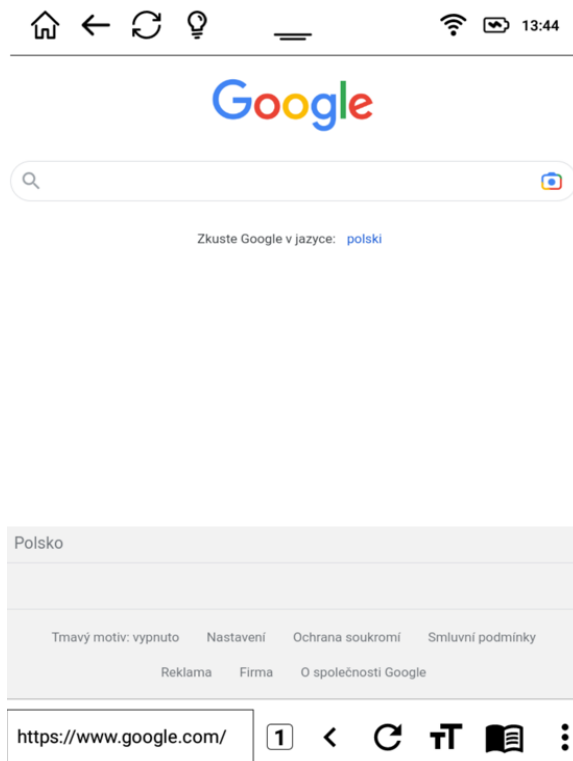 13:44
Google
Zkuste Google v jazyce: polski
Polsko
Tmavý motiv: vypnuto Nastavení Ochrana soukromí Smluvní podmínky
Reklama Firma O společnosti Google
https://www.google.com/ 1 TT